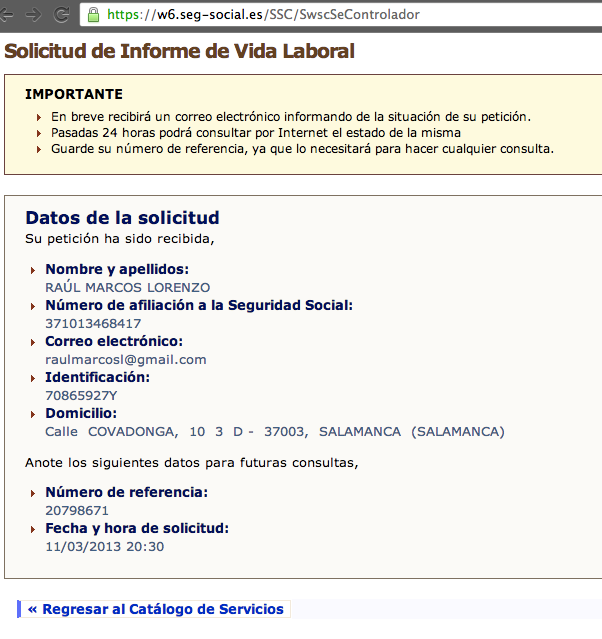 https://w6.seg-social.es/SSC/SwscSeControlador
Solicitud de Informe de Vida Laboral
IMPORTANTE
En breve recibirá un correo electrónico informando de la situación de su petición.
Pasadas 24 horas podrá consultar por Internet el estado de la misma
Guarde su número de referencia, ya que lo necesitará para hacer cualquier consulta.
Datos de la solicitud
Su petición ha sido recibida,
Nombre y apellidos:
RAÚL MARCOS LORENZO
Número de afiliación a la Seguridad Social:
371013468417
Correo electrónico:
raulmarcosl@gmail.com
Identificación:
70865927Y
Domicilio:
Calle COVADONGA, 10 3 D - 37003, SALAMANCA (SALAMANCA)
Anote los siguientes datos para futuras consultas,
Número de referencia:
20798671
Fecha y hora de solicitud:
11/03/2013 20:30
« Regresar al Catálogo de Servicios